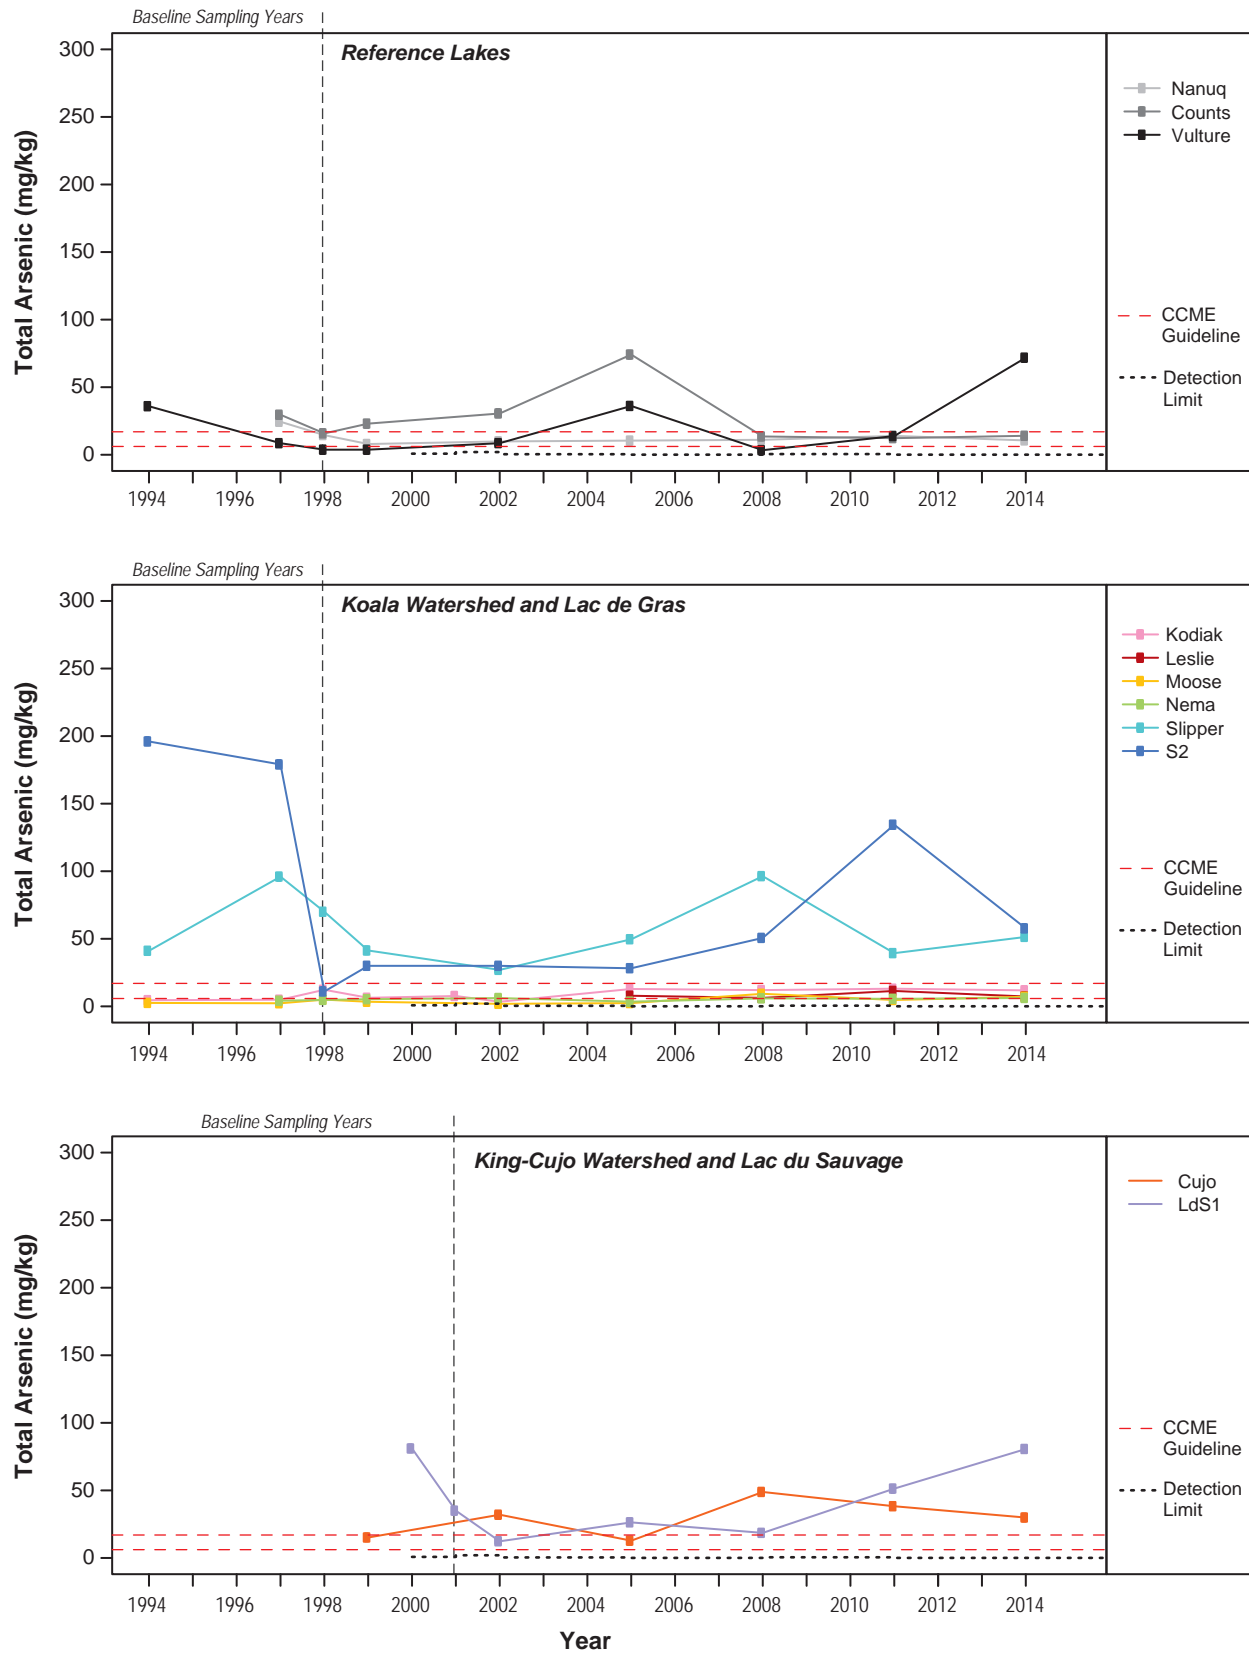 Baseline Sampling Years
Reference Lakes
Total Arsenic (mg/kg)
300
250
200
150
100
50
0
1994 1996 1998 2000 2002 2004 2006 2008 2010 2012 2014
Nanuq
Counts
Vulture
CCME
Guideline
Detection
Limit
Baseline Sampling Years
Koala Watershed and Lac de Gras
Total Arsenic (mg/kg)
300
250
200
150
100
50
0
1994 1996 1998 2000 2002 2004 2006 2008 2010 2012 2014
Kodiak
Leslie
Moose
Nema
Slipper
S2
CCME
Guideline
Detection
Limit
Baseline Sampling Years
King-Cujo Watershed and Lac du Sauvage
Total Arsenic (mg/kg)
300
250
200
150
100
50
0
1994 1996 1998 2000 2002 2004 2006 2008 2010 2012 2014
Year
Cujo
LdS1
CCME
Guideline
Detection
Limit